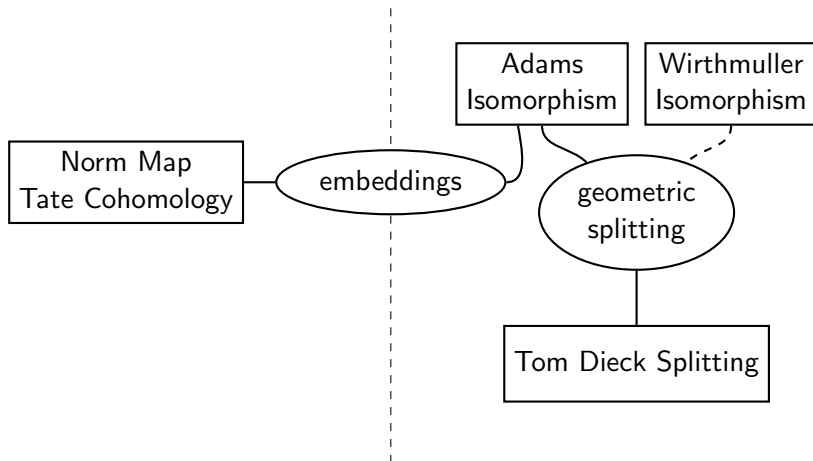 Adams
Isomorphism
Wirthmuller
Isomorphism
Norm Map
Tate Cohomology
embeddings
geometric
splitting
Tom Dieck Splitting